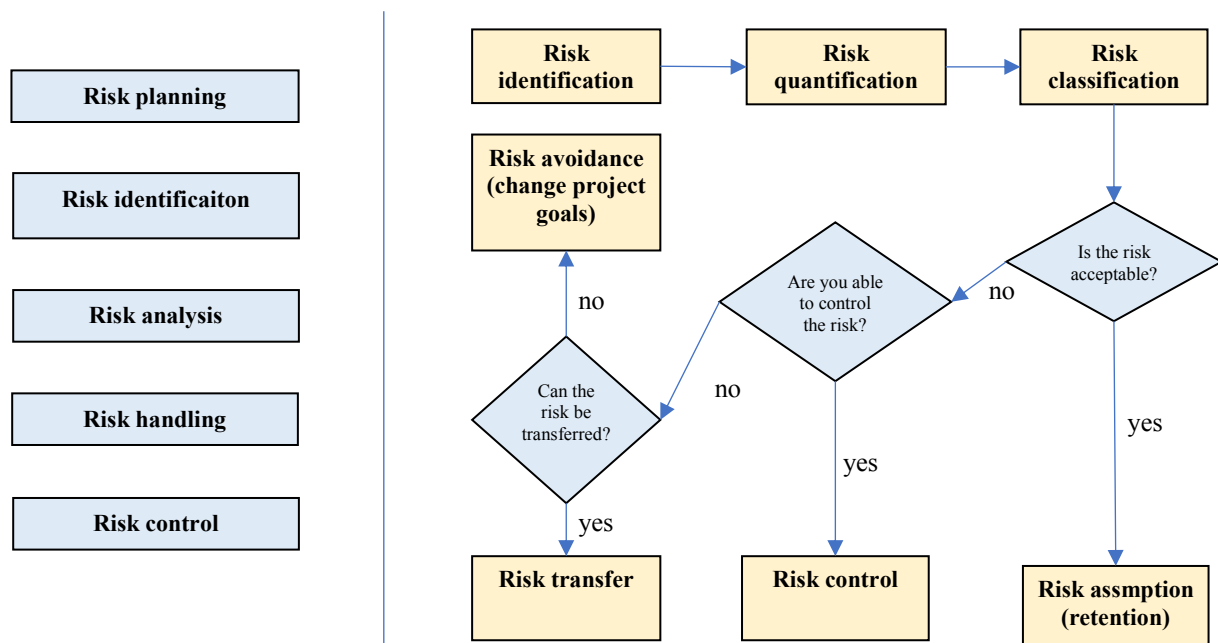 Risk planning
Risk identificaiton
Risk analysis
Risk handling
Risk control
Risk
identification
Risk
quantification
Risk
classification
Risk avoidance
(change project
goals)
Is the risk
acceptable?
no
Are you able
to control
the risk?
no
Can the
risk be
transferred?
no
yes
yes
yes
Risk transfer
Risk control
Risk assmption
(retention)